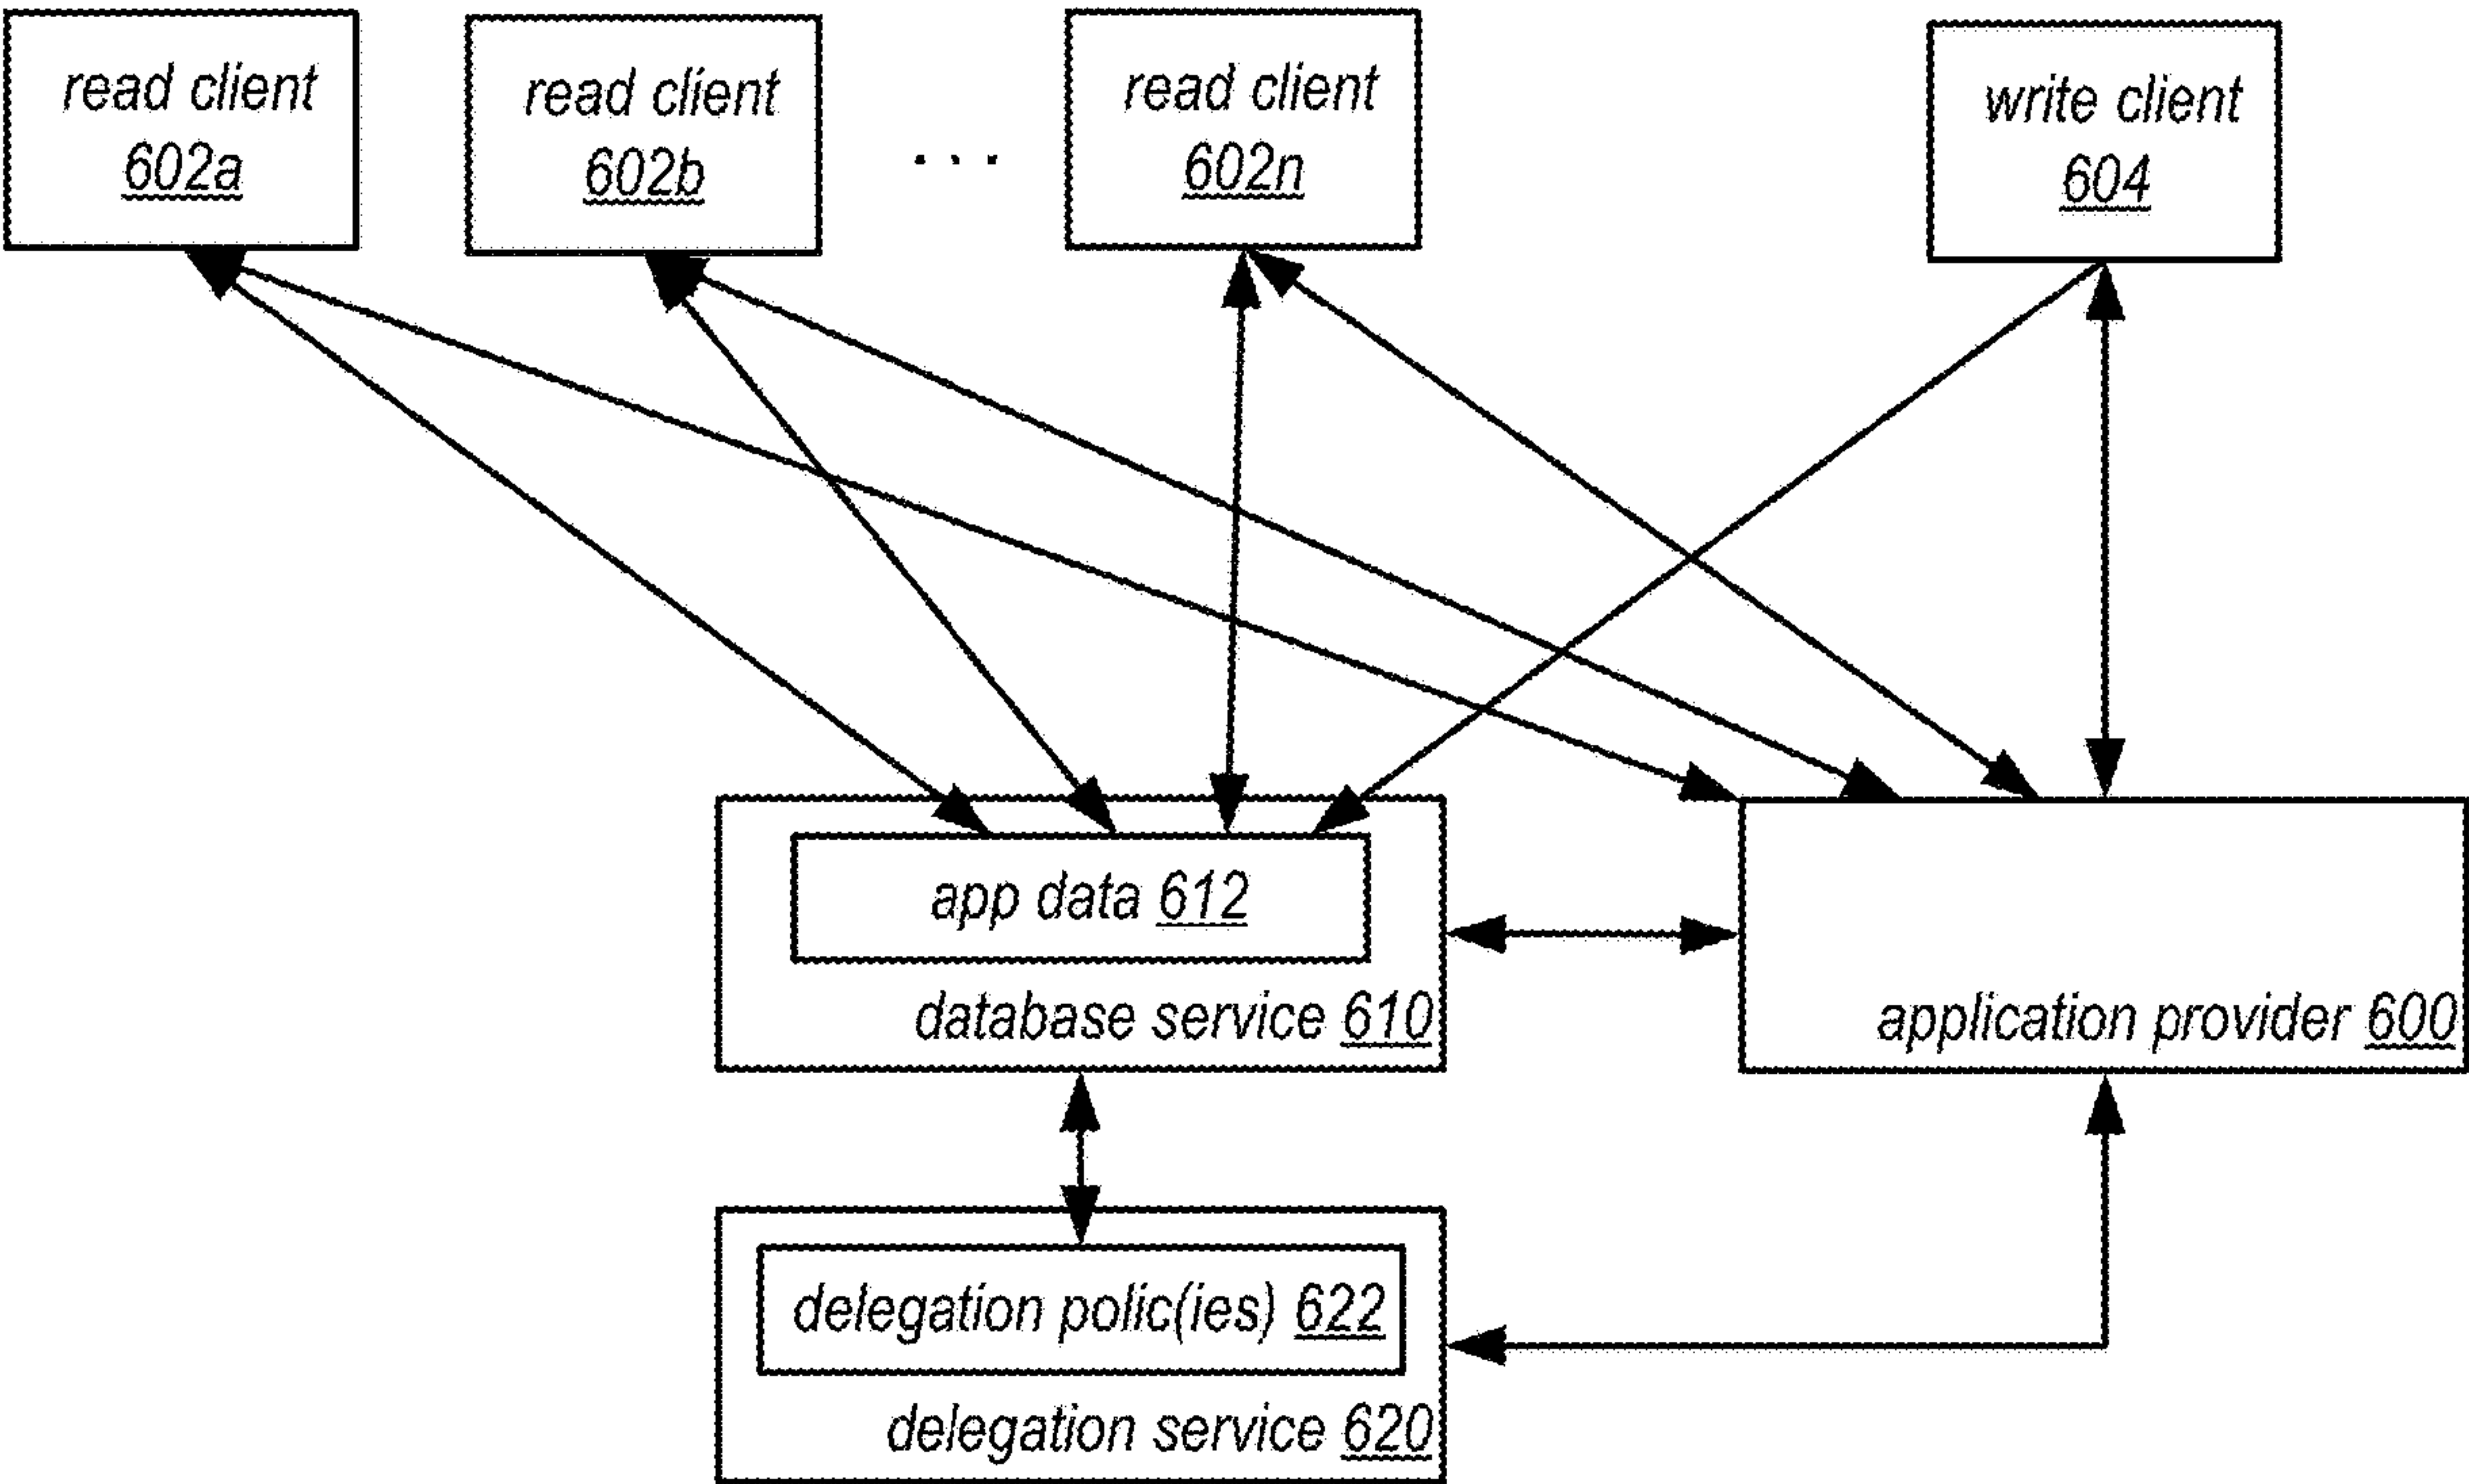 read client
602a
read client
602b
. . .
read client
602n
write client
604
app data 612
database service 610
application provider 600
delegation polic(ies) 622
delegation service 620